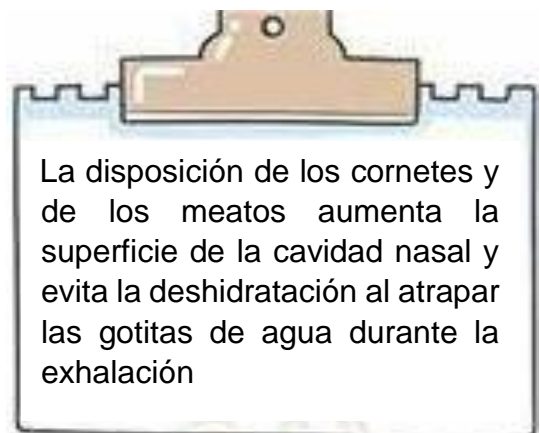 La disposición de los cornetes y
de los meatos aumenta la
superficie de la cavidad nasal y
evita la deshidratación al atrapar
las gotitas de agua durante la
exhalación